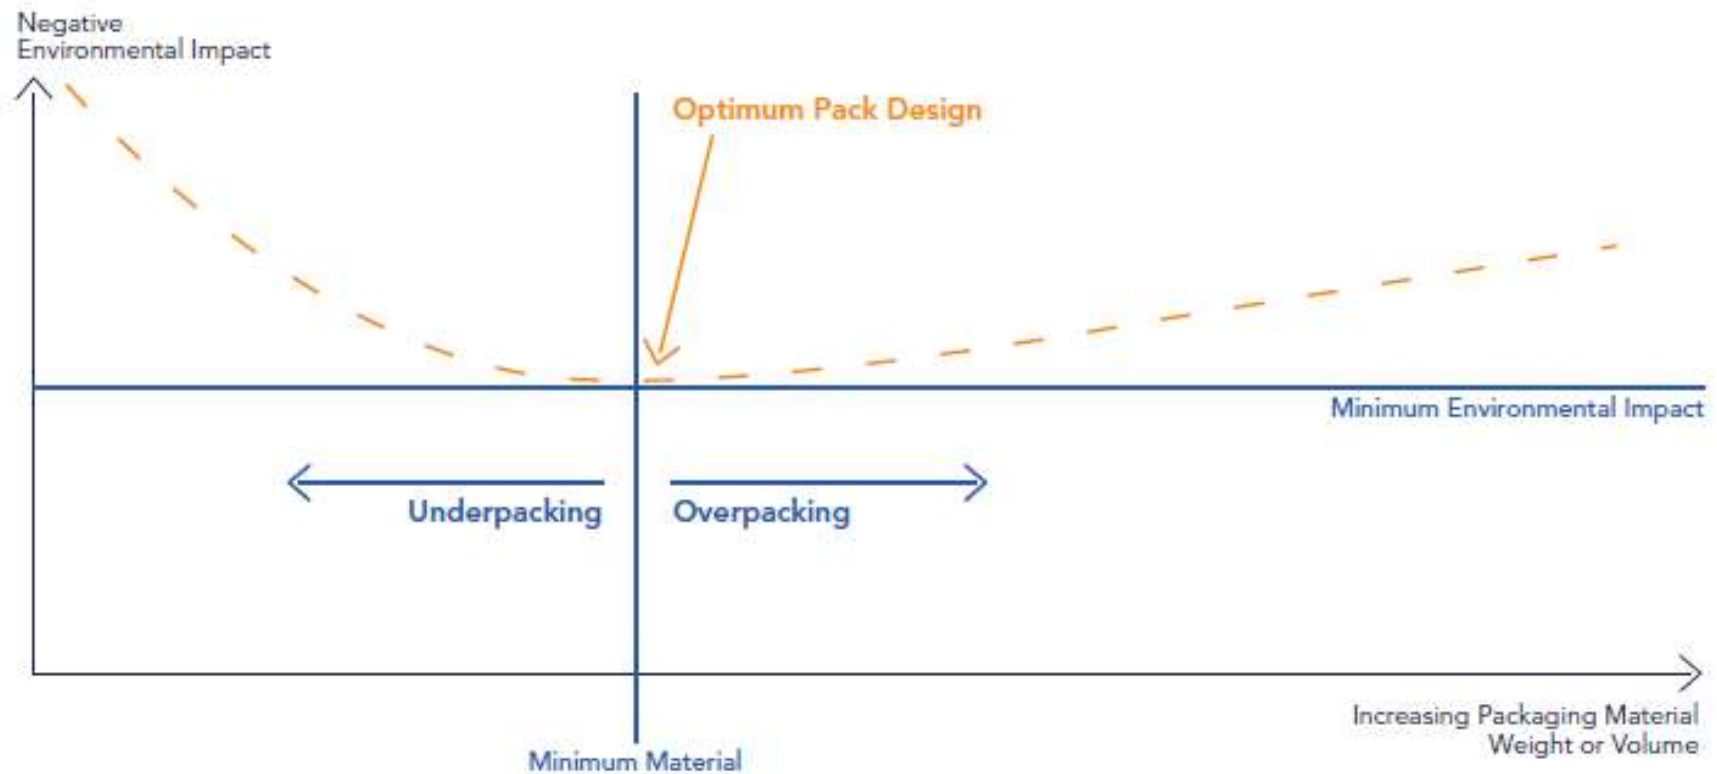 Negative
Environmental Impact
Optimum Pack Design
Minimum Environmental Impact
Underpacking
Overpacking
Increasing Packaging Material
Weight or Volume
Minimum Material